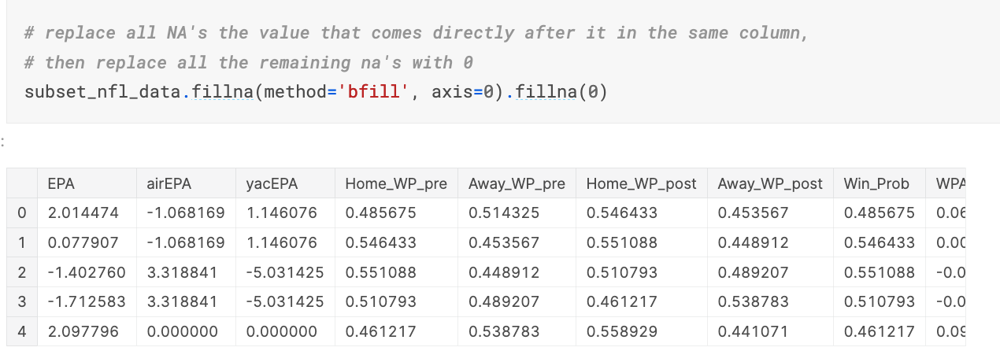 # replace all NA's the value that comes directly after it in the same column,
# then replace all the remaining na's with 0
subset_nfl_data.fillna(method='bfill', axis=0).fillna(0)
:
EPA airEPA yacEPA Home_WP_pre Away_WP_pre Home_WP_post Away_WP_post Win_Prob WPA
0 2.014474 -1.068169 1.146076 0.485675 0.514325 0.546433 0.453567 0.485675 0.06
1 0.077907 -1.068169 1.146076 0.546433 0.453567 0.551088 0.448912 0.546433 0.00
2 -1.402760 3.318841 -5.031425 0.551088 0.448912 0.510793 0.489207 0.551088 -0.0
3 -1.712583 3.318841 -5.031425 0.510793 0.489207 0.461217 0.538783 0.510793 -0.0
4 2.097796 0.000000 0.000000 0.461217 0.538783 0.558929 0.441071 0.461217 0.09